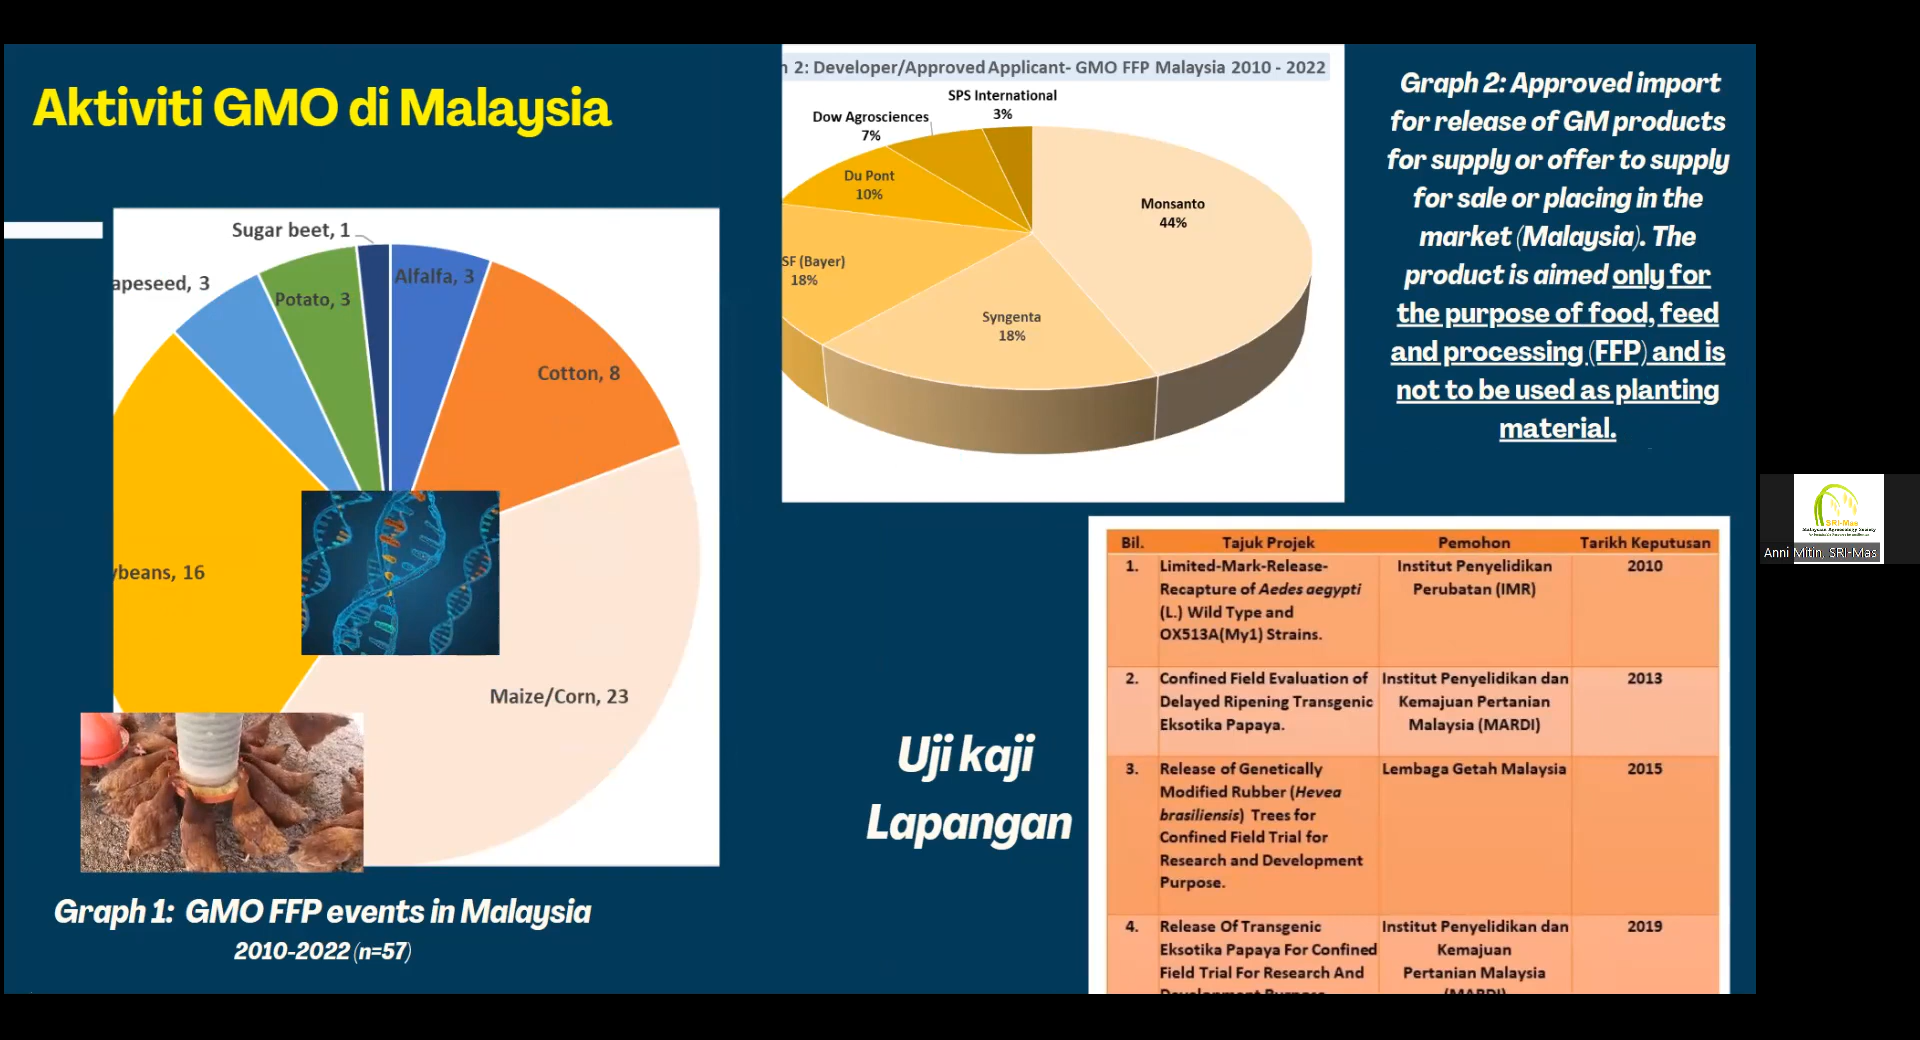 Aktiviti GMO di Malaysia
Sugar beet, 1
apeseed, 3
Potato, 3
Alfalfa, 3
Cotton, 8
ybeans, 16
Maize/Corn, 23
Graph 1: GMO FFP events in Malaysia
2010-2022 (n=57)
2: Developer/Approved Applicant- GMO FFP Malaysia 2010 - 2022
SPS International
3%
Dow Agrosciences
7%
Du Pont
10%
Monsanto
44%
SF (Bayer)
18%
Syngenta
18%
Graph 2: Approved import
for release of GM products
for supply or offer to supply
for sale or placing in the
market (Malaysia). The
product is aimed only for
the purpose of food, feed
and processing (FFP) and is
not to be used as planting
material.
Uji kaji
Lapangan
Bil. Tajuk Projek Pemohon Tarikh Keputusan
1. Limited-Mark-Release- Institut Penyelidikan 2010
Recapture of Aedes aegypti Perubatan (IMR)
(L.) Wild Type and
OX513A(My1) Strains.
2. Confined Field Evaluation of Institut Penyelidikan dan 2013
Delayed Ripening Transgenic Kemajuan Pertanian
Eksotika Papaya. Malaysia (MARDI)
3. Release of Genetically Lembaga Getah Malaysia 2015
Modified Rubber (Hevea
brasiliensis) Trees for
Confined Field Trial for
Research and Development
Purpose.
4. Release Of Transgenic Institut Penyelidikan dan 2019
Eksotika Papaya For Confined Kemajuan
Field Trial For Research And Pertanian Malaysia
Development Purpose (MARDI)
SRI-Mas
Anni Mitin, SRI-Mas